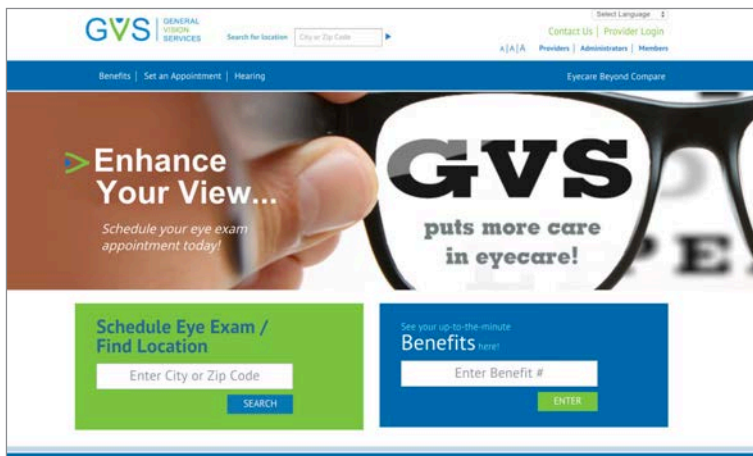 Select Language
GVS GENERAL
VISION
SERVICES
Search for location City or Zip Code
Contact Us | Provider Login
A|A|A Providers | Administrators | Members
Benefits | Set an Appointment | Hearing
Eyecare Beyond Compare
Enhance
Your View...
Schedule your eye exam
appointment today!
GVS
puts more care
in eyecare!
Schedule Eye Exam /
Find Location
Enter City or Zip Code
SEARCH
See your up-to-the-minute
Benefits here!
Enter Benefit #
ENTER